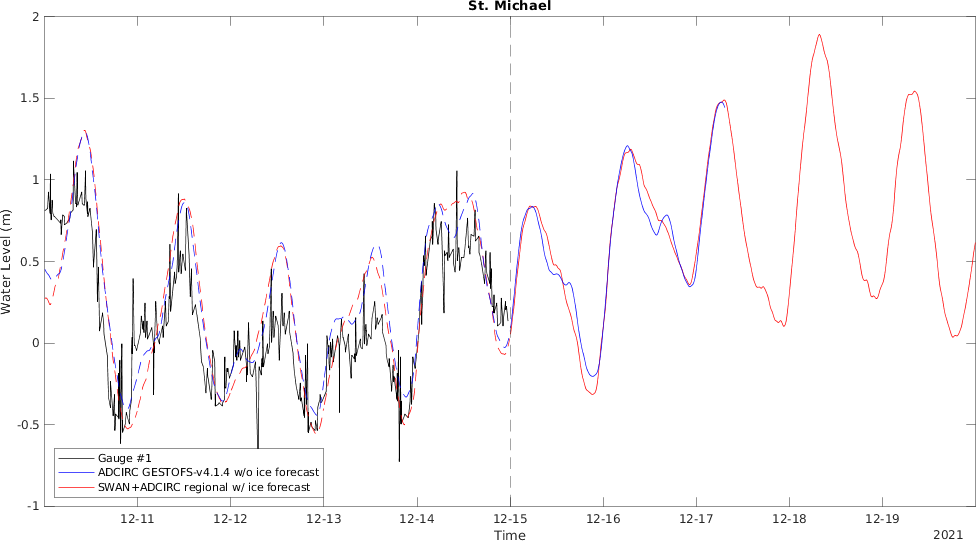 St. Michael
2
1.5
1
0.5
0
-0.5
-1
Water Level (m)
Gauge #1
ADCIRC GESTOFS-v4.1.4 w/o ice forecast
SWAN+ADCIRC regional w/ ice forecast
12-11 12-12 12-13 12-14 12-15 12-16 12-17 12-18 12-19
Time
2021